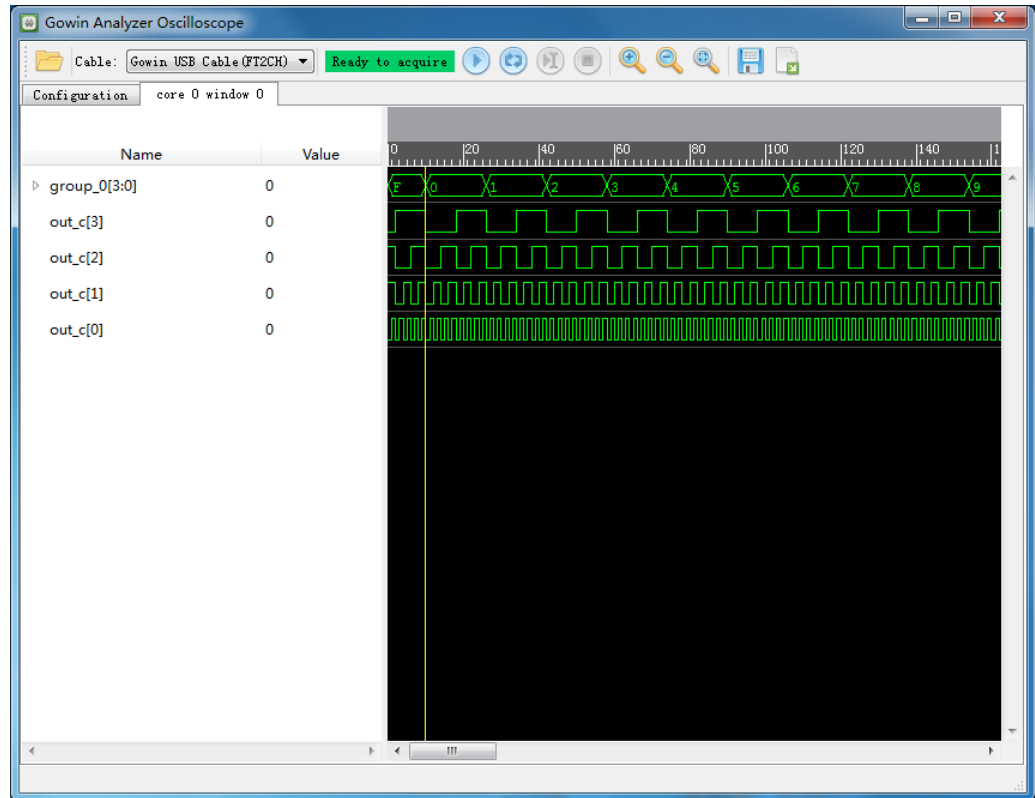 Gowin Analyzer Oscilloscope
Cable: Gowin USB Cable(FT2CH) Ready to acquire
Configuration core 0 window 0
Name Value 0 20 40 60 80 100 120 140 1
group_0[3:0] 0 F 0 1 2 3 4 5 6 7 8 9
out_c[3] 0
out_c[2] 0
out_c[1] 0
out_c[0] 0